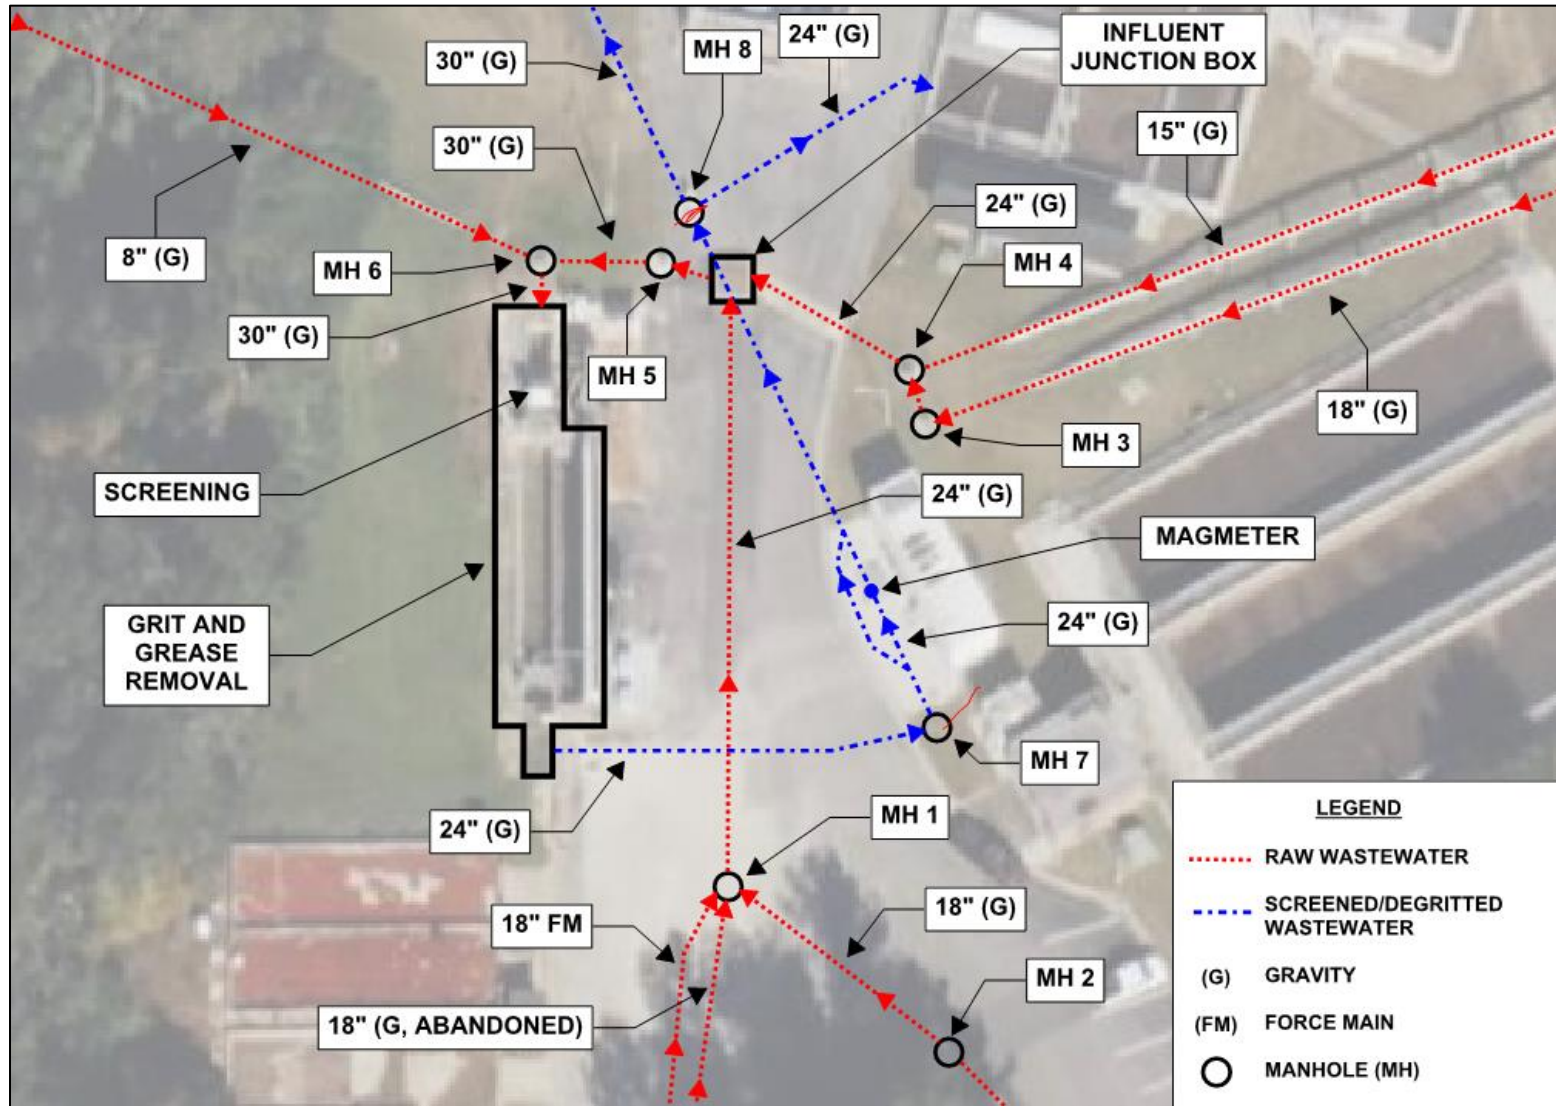 30" (G)
MH 8
24" (G)
INFLUENT
JUNCTION BOX
30" (G)
15" (G)
24" (G)
8" (G)
MH 6
MH 4
30" (G)
MH 5
18" (G)
MH 3
SCREENING
24" (G)
MAGMETER
GRIT AND
GREASE
REMOVAL
24" (G)
MH 7
24" (G)
MH 1
18" FM
18" (G)
MH 2
18" (G, ABANDONED)
LEGEND
RAW WASTEWATER
SCREENED/DEGRITTED
WASTEWATER
(G) GRAVITY
(FM) FORCE MAIN
MANHOLE (MH)